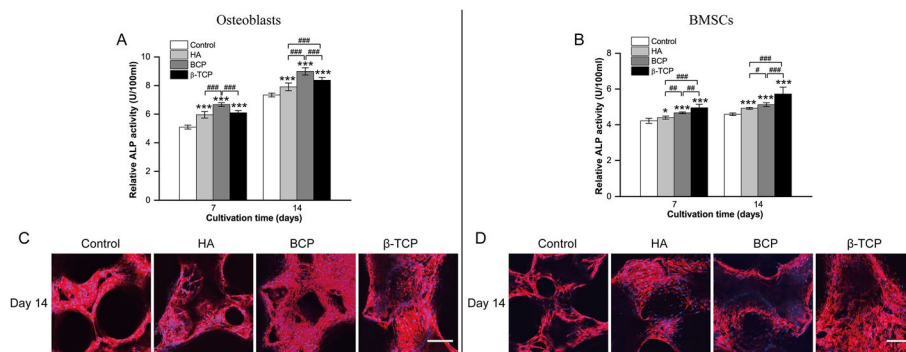 Osteoblasts
A
Control
HA
BCP
β-TCP
Relative ALP activity (U/100ml)
10
8
6
4
2
0
***
***
***
###
###
***
***
***
###
###
###
7
14
Cultivation time (days)
BMSCs
B
Control
HA
BCP
β-TCP
Relative ALP activity (U/100ml)
8
6
4
2
0
*
***
***
##
##
###
***
***
***
#
###
###
7
14
Cultivation time (days)
C
Control
HA
BCP
β-TCP
Day 14
D
Control
HA
BCP
β-TCP
Day 14